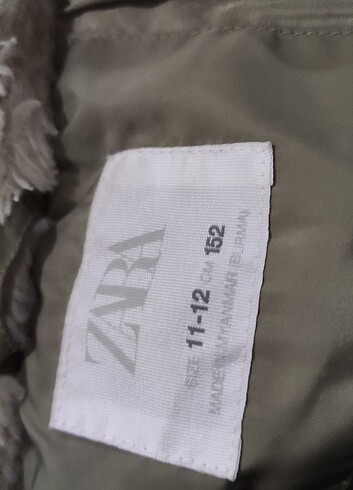 ZARA
SIZE 11-12 CM 152
MADE IN MYANMAR (BURMA)